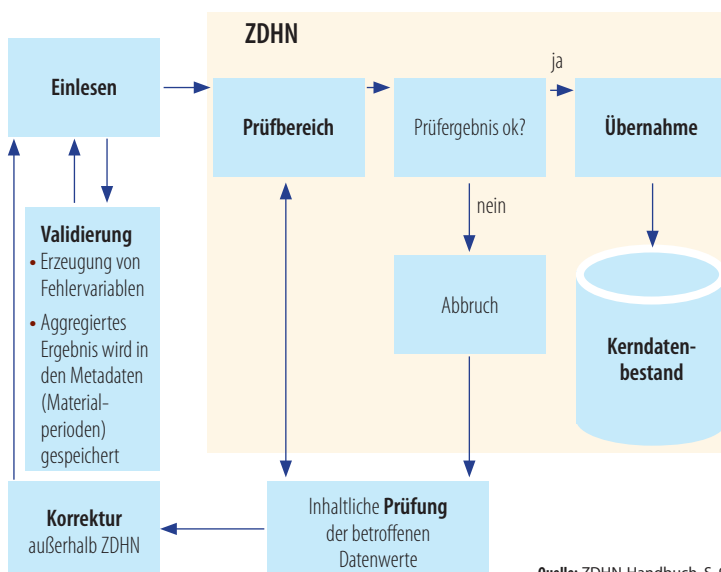 ZDHN
Einlesen
Prüfbereich
Prüfergebnis ok?
ja
Übernahme
nein
Validierung
• Erzeugung von
Fehlervariablen
• Aggregiertes
Ergebnis wird in
den Metadaten
(Material-
perioden)
gespeichert
Abbruch
Kerndaten-
bestand
Korrektur
außerhalb ZDHN
Inhaltliche Prüfung
der betroffenen
Datenwerte
Quelle: ZDHN-Handbuch, S.